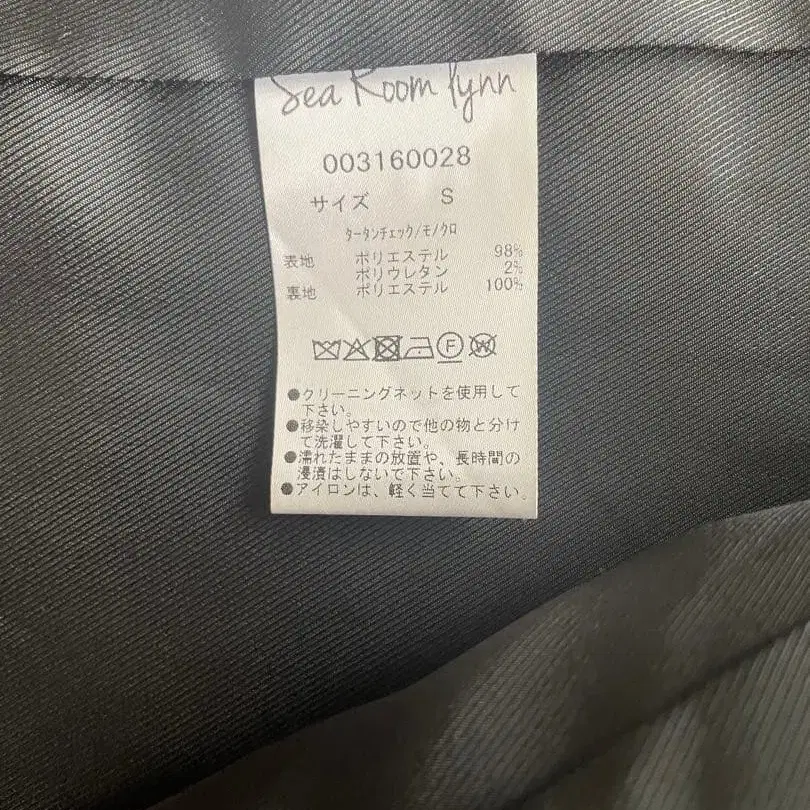 Sea Room lynn
003160028
サイズ S
ﾀｰﾀﾝﾁｪｯｸ/ﾓﾉｸﾛ
表地 ポリエステル 98%
ポリウレタン 2%
裏地 ポリエステル 100%
F W
●クリーニングネットを使用して
下さい。
●移染しやすいので他の物と分け
て洗濯して下さい。
●濡れたままの放置や、長時間の
浸漬はしないで下さい。
●アイロンは、軽く当てて下さい。